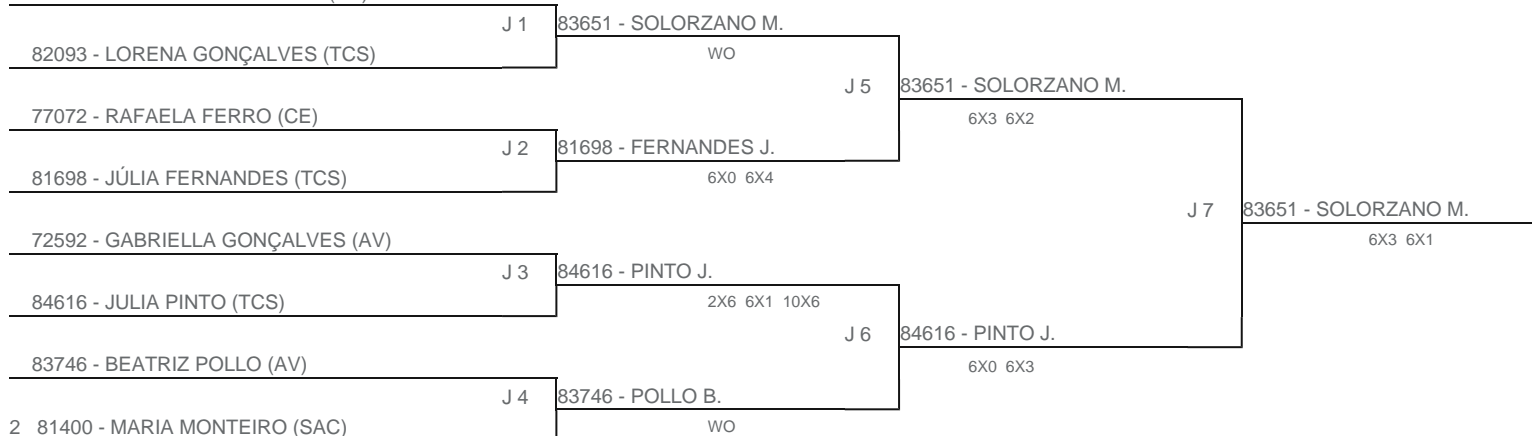 J 1
83651 - SOLORZANO M.
82093 - LORENA GONÇALVES (TCS)
WO
J 5
83651 - SOLORZANO M.
77072 - RAFAELA FERRO (CE)
6X3 6X2
J 2
81698 - FERNANDES J.
81698 - JÚLIA FERNANDES (TCS)
6X0 6X4
J 7
83651 - SOLORZANO M.
72592 - GABRIELLA GONÇALVES (AV)
6X3 6X1
J 3
84616 - PINTO J.
84616 - JULIA PINTO (TCS)
2X6 6X1 10X6
J 6
84616 - PINTO J.
83746 - BEATRIZ POLLO (AV)
6X0 6X3
J 4
83746 - POLLO B.
2 81400 - MARIA MONTEIRO (SAC)
WO